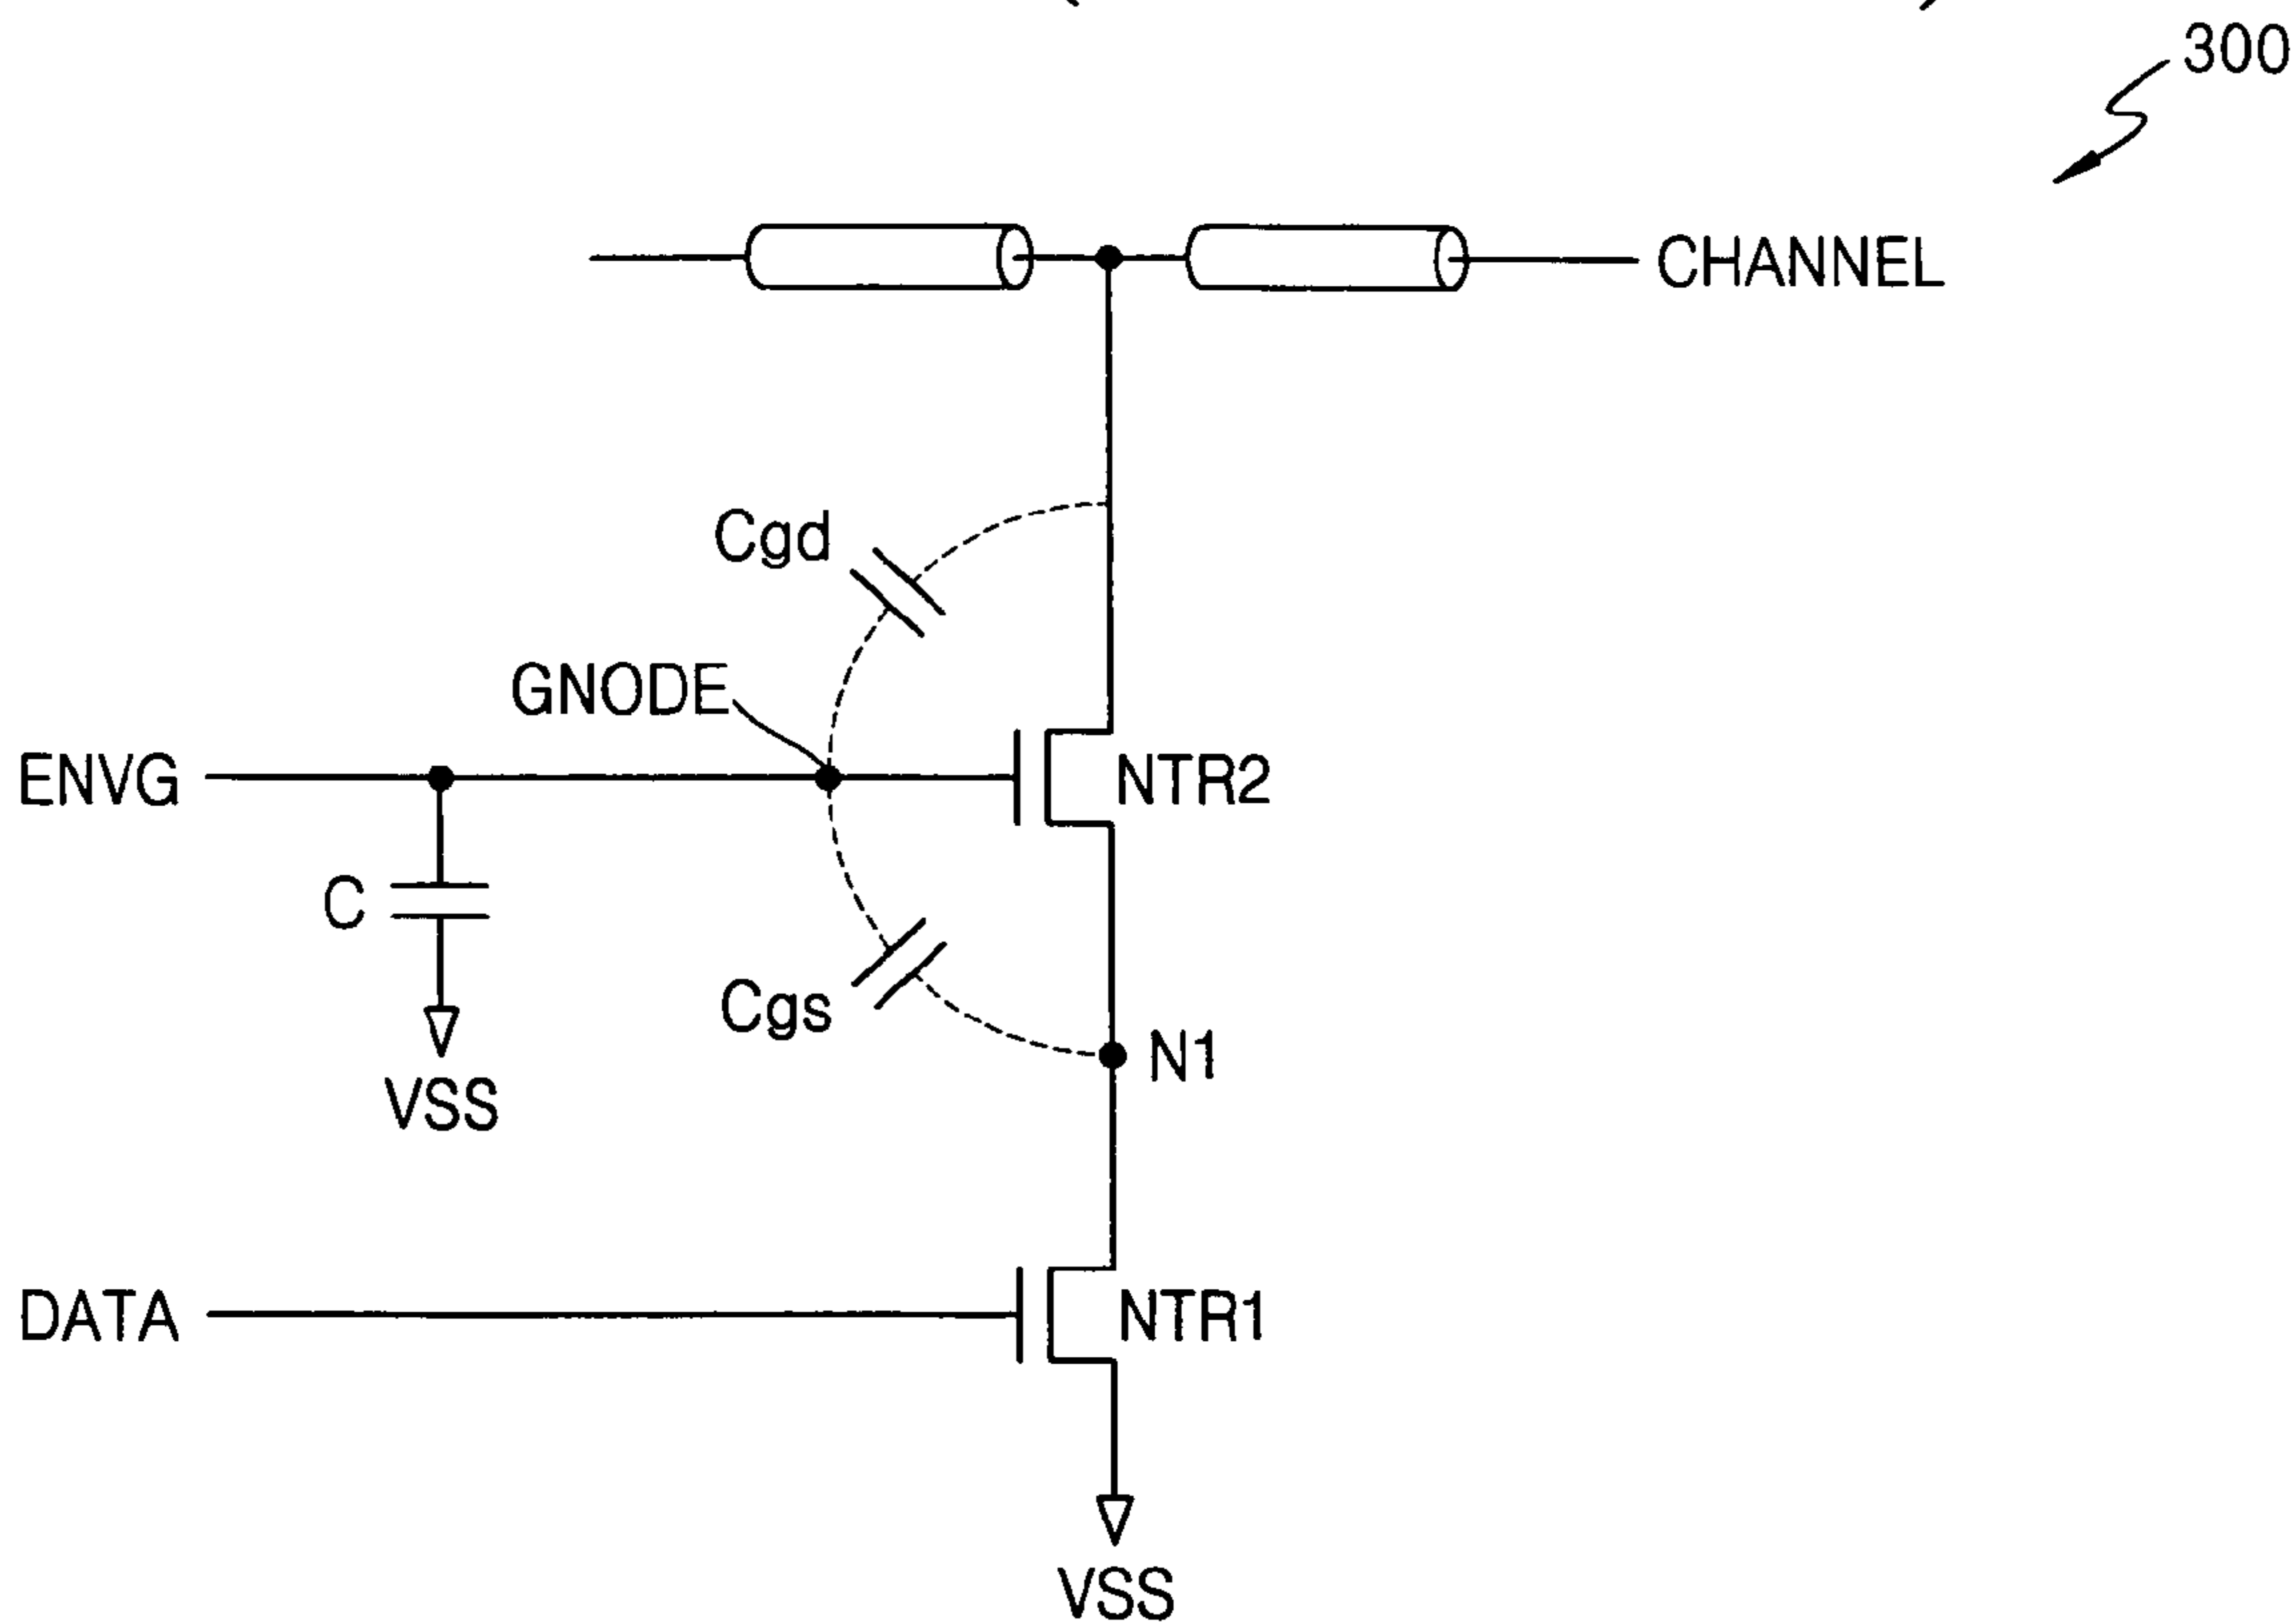 300
CHANNEL
Cgd
GNODE
ENVG
NTR2
C
Cgs
N1
VSS
DATA
NTR1
VSS